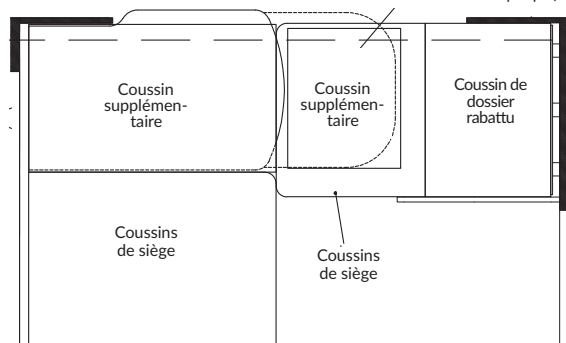 Coussin
supplémen-
taire
Coussin
supplémen-
taire
Coussin de
dossier
rabattu
Coussins
de siège
Coussins
de siège